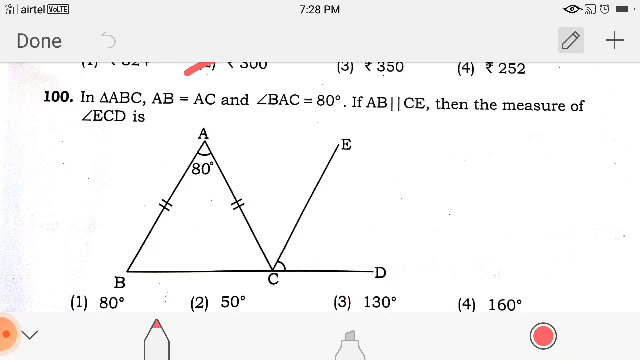 airtel VoLTE 7:28 PM
Done
(3) ₹ 350 (4) ₹ 252
100. In ΔABC, AB = AC and ∠BAC = 80°. If AB||CE, then the measure of
∠ECD is
A
E
80°
B
C
D
(1) 80° (2) 50° (3) 130° (4) 160°